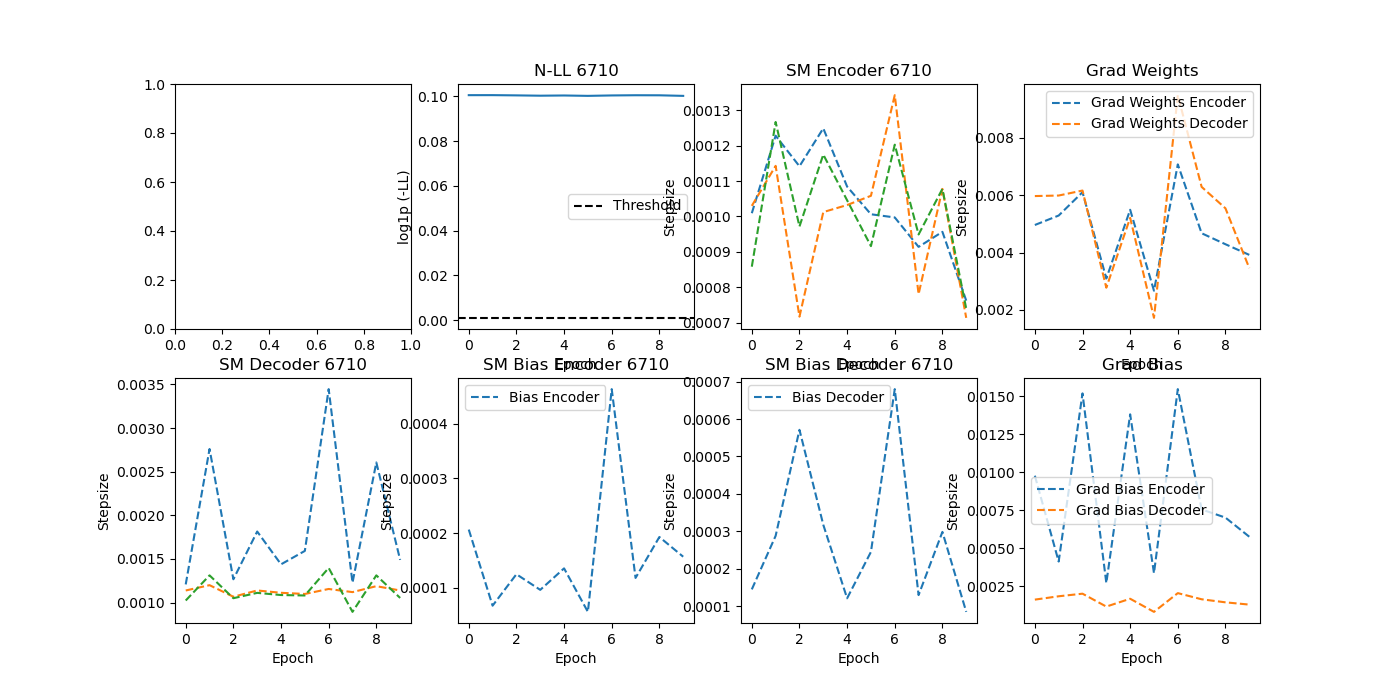 N-LL 6710
SM Encoder 6710
Grad Weights
1.0
0.8
0.6
0.4
0.2
0.0
0.0 0.2 0.4 0.6 0.8 1.0
log1p (-LL)
0.10
0.08
0.06
0.04
0.02
0.00
Threshold
0 2 4 6 8
Epoch
Stepsize
0.0013
0.0012
0.0011
0.0010
0.0009
0.0008
0.0007
0 2 4 6 8
Epoch
Stepsize
0.008
0.006
0.004
0.002
Grad Weights Encoder
Grad Weights Decoder
0 2 4 6 8
Epoch
SM Decoder 6710
SM Bias Encoder 6710
SM Bias Decoder 6710
Grad Bias
Stepsize
0.0035
0.0030
0.0025
0.0020
0.0015
0.0010
0 2 4 6 8
Epoch
Stepsize
0.0004
0.0003
0.0002
0.0001
Bias Encoder
0 2 4 6 8
Epoch
Stepsize
0.0007
0.0006
0.0005
0.0004
0.0003
0.0002
0.0001
Bias Decoder
0 2 4 6 8
Epoch
Stepsize
0.0150
0.0125
0.0100
0.0075
0.0050
0.0025
Grad Bias Encoder
Grad Bias Decoder
0 2 4 6 8
Epoch